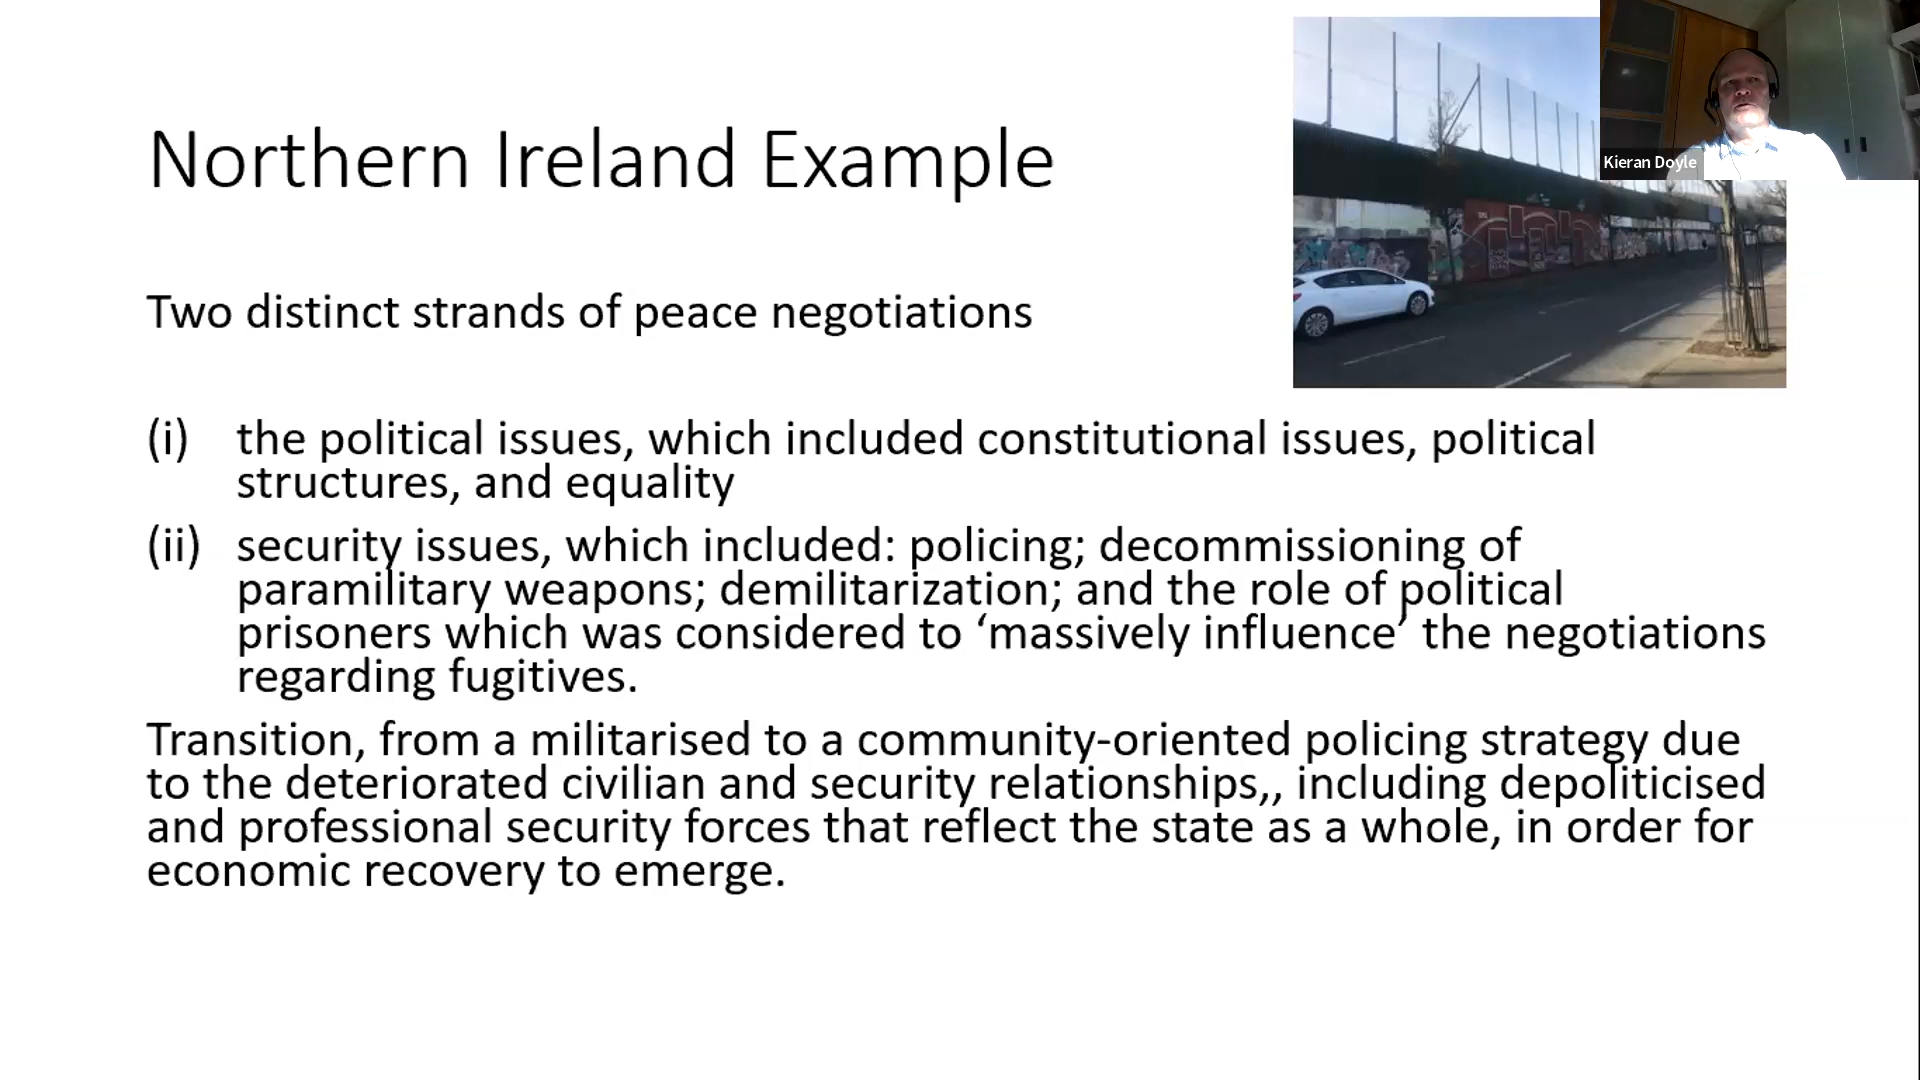 Kieran Doyle
Northern Ireland Example
Two distinct strands of peace negotiations
(i) the political issues, which included constitutional issues, political
structures, and equality
(ii) security issues, which included: policing; decommissioning of
paramilitary weapons; demilitarization; and the role of political
prisoners which was considered to ‘massively influence’ the negotiations
regarding fugitives.
Transition, from a militarised to a community-oriented policing strategy due
to the deteriorated civilian and security relationships,, including depoliticised
and professional security forces that reflect the state as a whole, in order for
economic recovery to emerge.